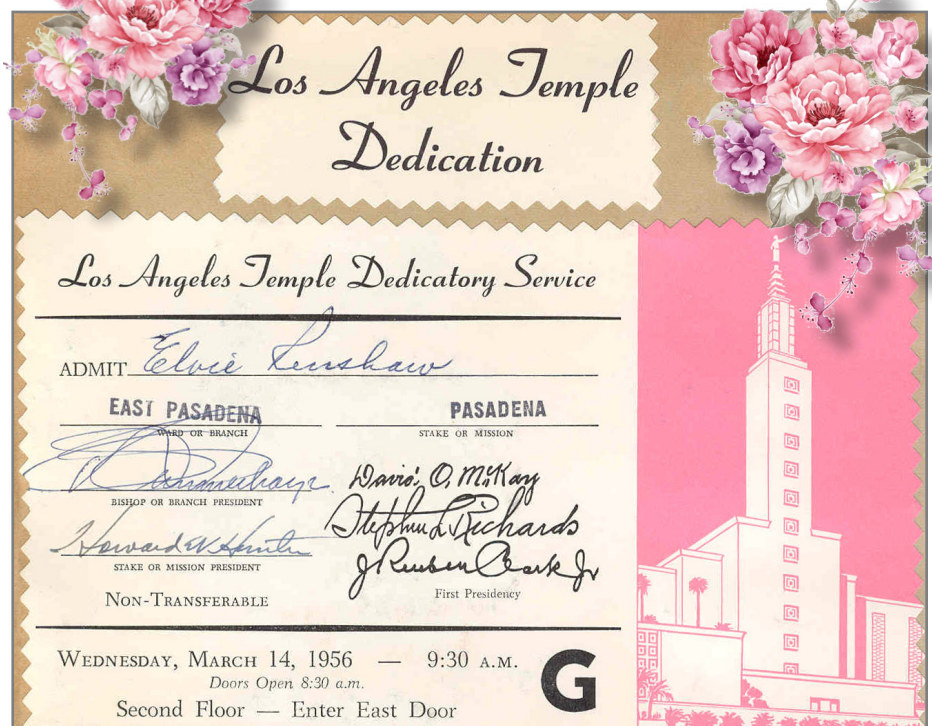 Los Angeles Temple
Dedication
Los Angeles Temple Dedicatory Service
ADMIT Elvie Renshaw
EAST PASADENA
WARD OR BRANCH
PASADENA
STAKE OR MISSION
BISHOP OR BRANCH PRESIDENT
Howard W Hunter
STAKE OR MISSION PRESIDENT
David O. McKay
Stephen L Richards
J Reuben Clark Jr
First Presidency
NON-TRANSFERABLE
WEDNESDAY, MARCH 14, 1956 — 9:30 A.M.
Doors Open 8:30 a.m.
Second Floor — Enter East Door
G